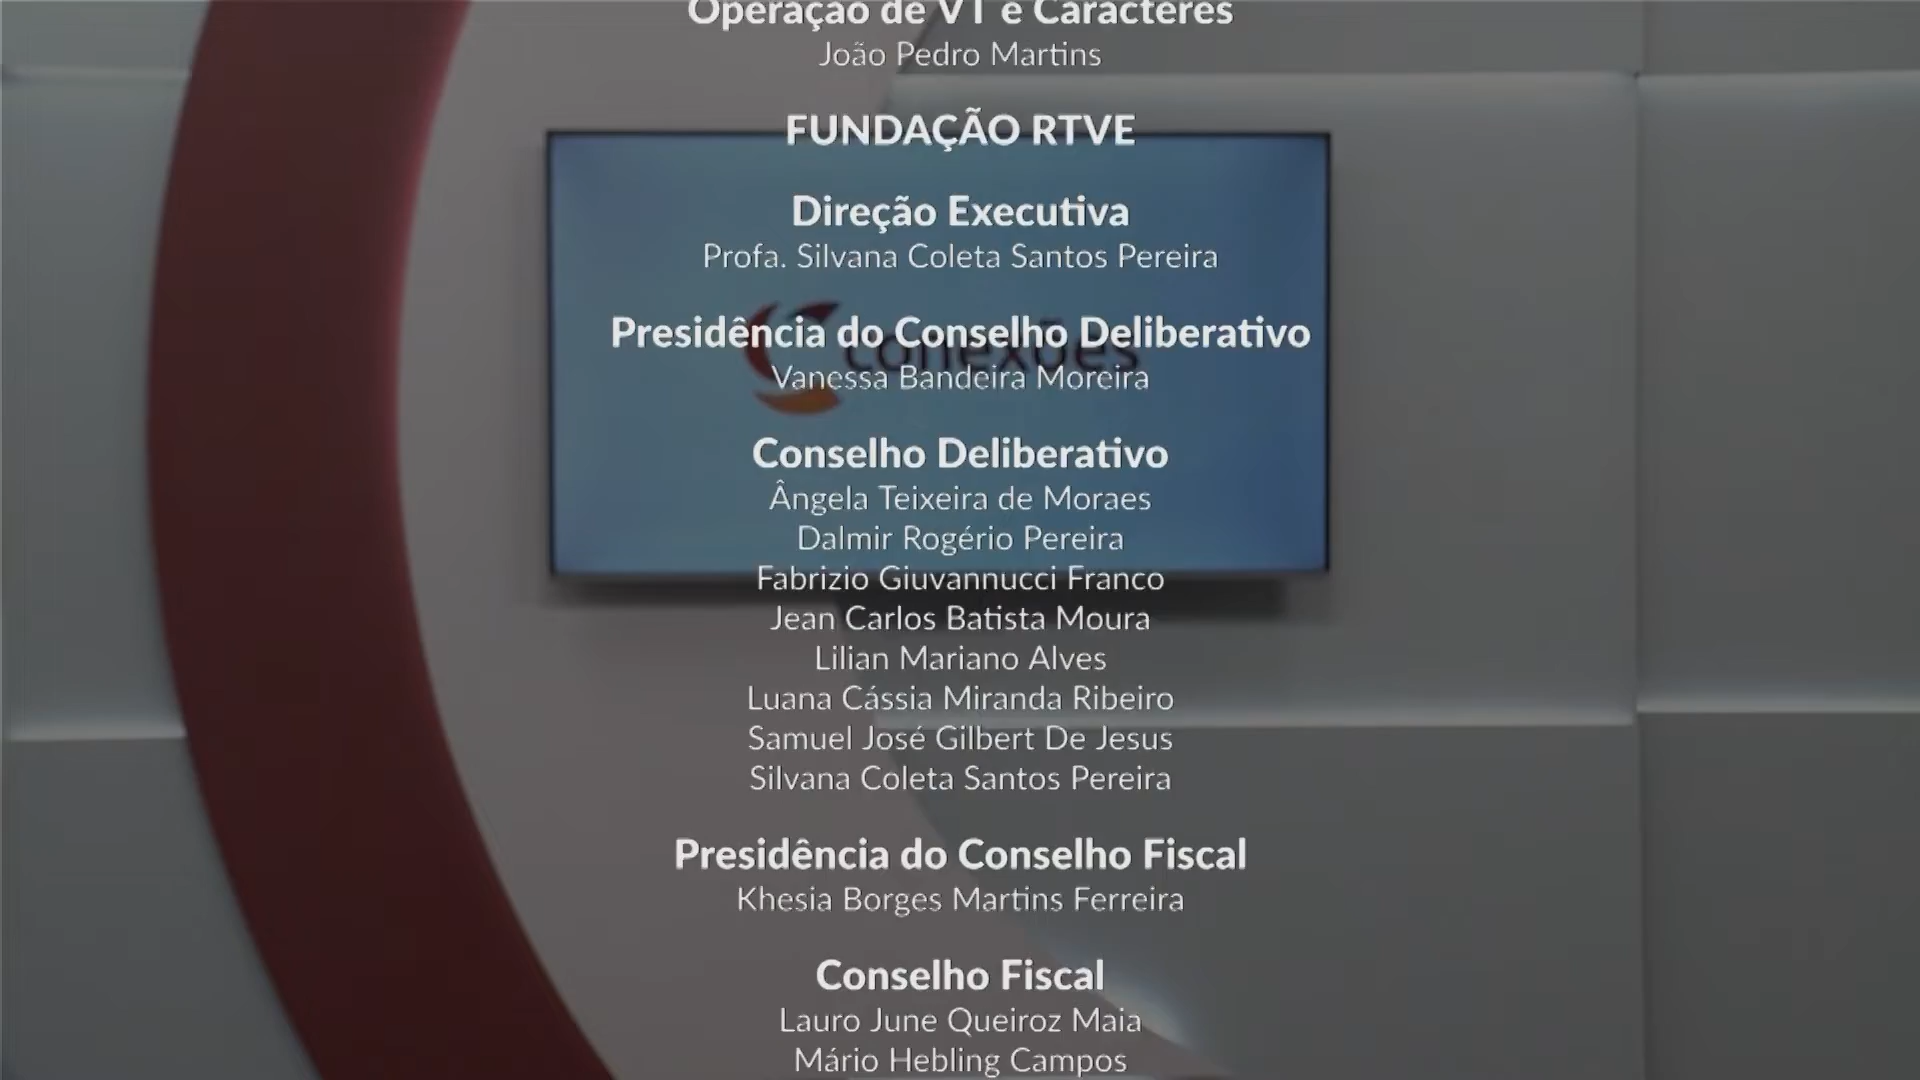 Operação de VT e Caracteres
João Pedro Martins
FUNDAÇÃO RTVE
Direção Executiva
Profa. Silvana Coleta Santos Pereira
Presidência do Conselho Deliberativo
conexões
Vanessa Bandeira Moreira
Conselho Deliberativo
Ângela Teixeira de Moraes
Dalmir Rogério Pereira
Fabrizio Giuvannucci Franco
Jean Carlos Batista Moura
Lilian Mariano Alves
Luana Cássia Miranda Ribeiro
Samuel José Gilbert De Jesus
Silvana Coleta Santos Pereira
Presidência do Conselho Fiscal
Khesia Borges Martins Ferreira
Conselho Fiscal
Lauro June Queiroz Maia
Mário Hebling Campos